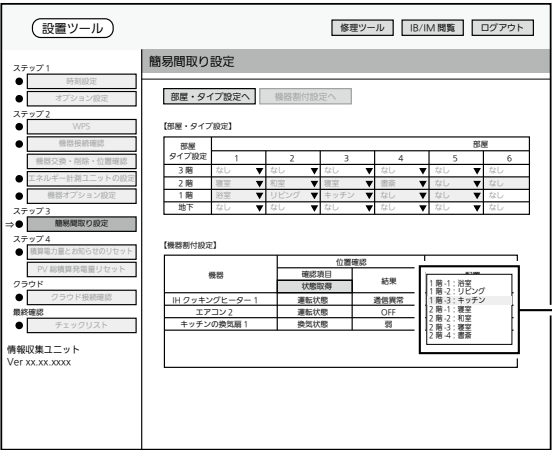 設置ツール
修理ツール IB/IM 閲覧 ログアウト
簡易間取り設定
ステップ 1
時刻設定
オプション設定
ステップ 2
WPS
機器接続確認
機器交換・削除・位置確認
エネルギー計測ユニットの設定
機器オプション設定
ステップ 3
⇒● 簡易間取り設定
ステップ 4
積算電力量とお知らせのリセット
PV 総積算発電量リセット
クラウド
クラウド接続確認
最終確認
チェックリスト
情報収集ユニット
Ver xx.xx.xxxx
部屋・タイプ設定へ 機器割付設定へ
【部屋・タイプ設定】
部屋
タイプ設定 部屋
1 2 3 4 5 6
3 階 なし ▼ なし ▼ なし ▼ なし ▼ なし ▼ なし
2 階 寝室 ▼ 和室 ▼ 寝室 ▼ 書斎 ▼ なし ▼ なし
1 階 浴室 ▼ リビング ▼ キッチン ▼ なし ▼ なし ▼ なし
地下 なし ▼ なし ▼ なし ▼ なし ▼ なし ▼ なし
【機器割付設定】
機器 位置確認
確認項目 結果
状態取得
IH クッキングヒーター 1 運転状態 通信異常
エアコン 2 運転状態 OFF
キッチンの換気扇 1 換気状態 弱
1 階 -1 : 浴室
1 階 -2 : リビング
1 階 -3 : キッチン
2 階 -1 : 寝室
2 階 -2 : 和室
2 階 -3 : 寝室
2 階 -4 : 書斎